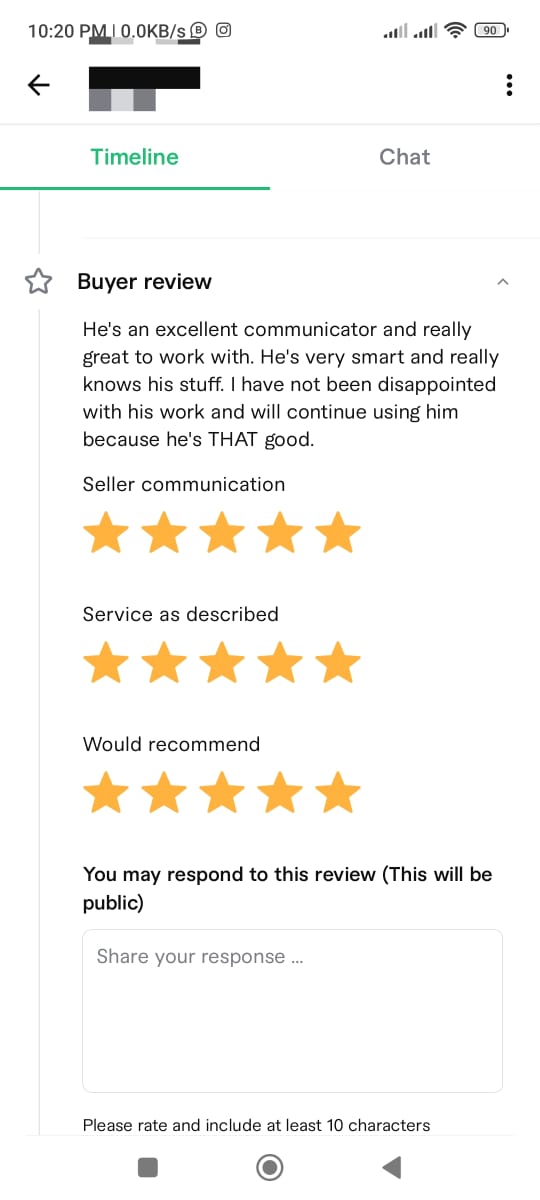 10:20 PM | 0.0KB/s
90
Timeline
Chat
Buyer review
He's an excellent communicator and really
great to work with. He's very smart and really
knows his stuff. I have not been disappointed
with his work and will continue using him
because he's THAT good.
Seller communication
Service as described
Would recommend
You may respond to this review (This will be
public)
Share your response ...
Please rate and include at least 10 characters